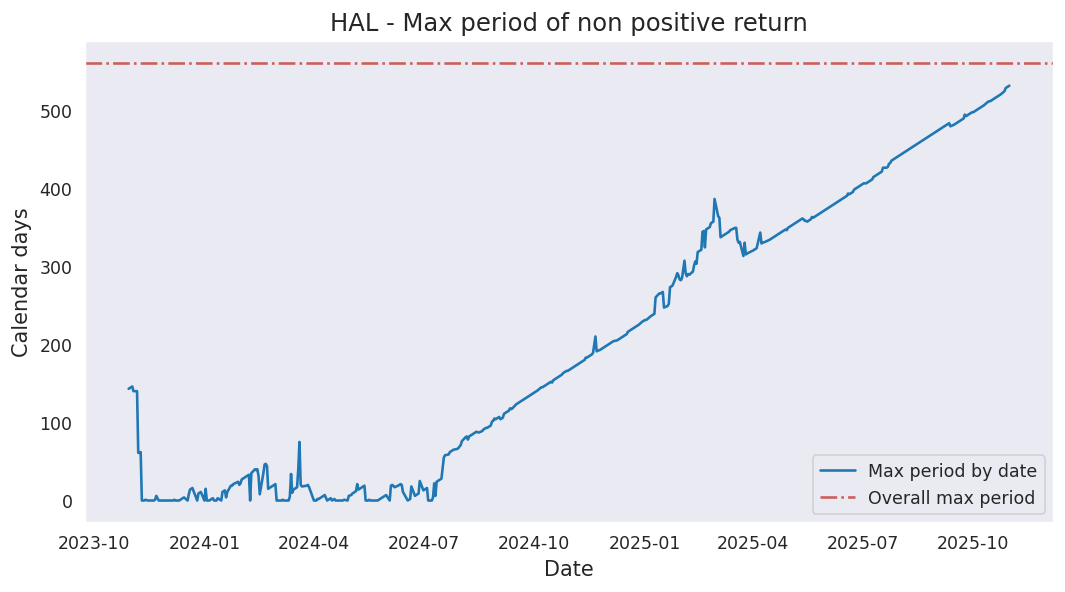 HAL - Max period of non positive return
Calendar days
500
400
300
200
100
0
Max period by date
Overall max period
2023-10 2024-01 2024-04 2024-07 2024-10 2025-01 2025-04 2025-07 2025-10
Date